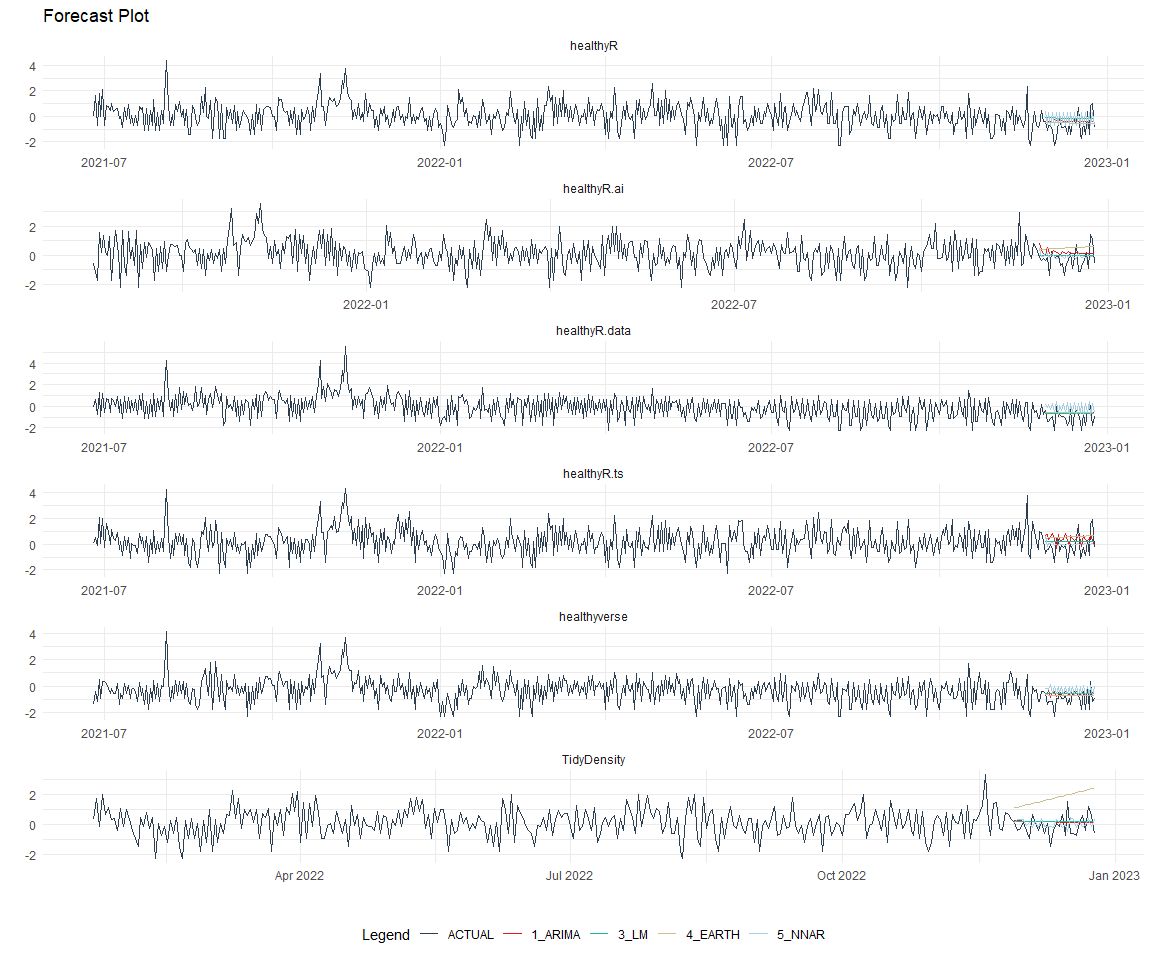 Forecast Plot
healthyR
4
2
0
-2
2021-07 2022-01 2022-07 2023-01
healthyR.ai
2
0
-2
2022-01 2022-07 2023-01
healthyR.data
4
2
0
-2
2021-07 2022-01 2022-07 2023-01
healthyR.ts
4
2
0
-2
2021-07 2022-01 2022-07 2023-01
healthyverse
4
2
0
-2
2021-07 2022-01 2022-07 2023-01
TidyDensity
2
0
-2
Apr 2022 Jul 2022 Oct 2022 Jan 2023
Legend ACTUAL 1_ARIMA 3_LM 4_EARTH 5_NNAR